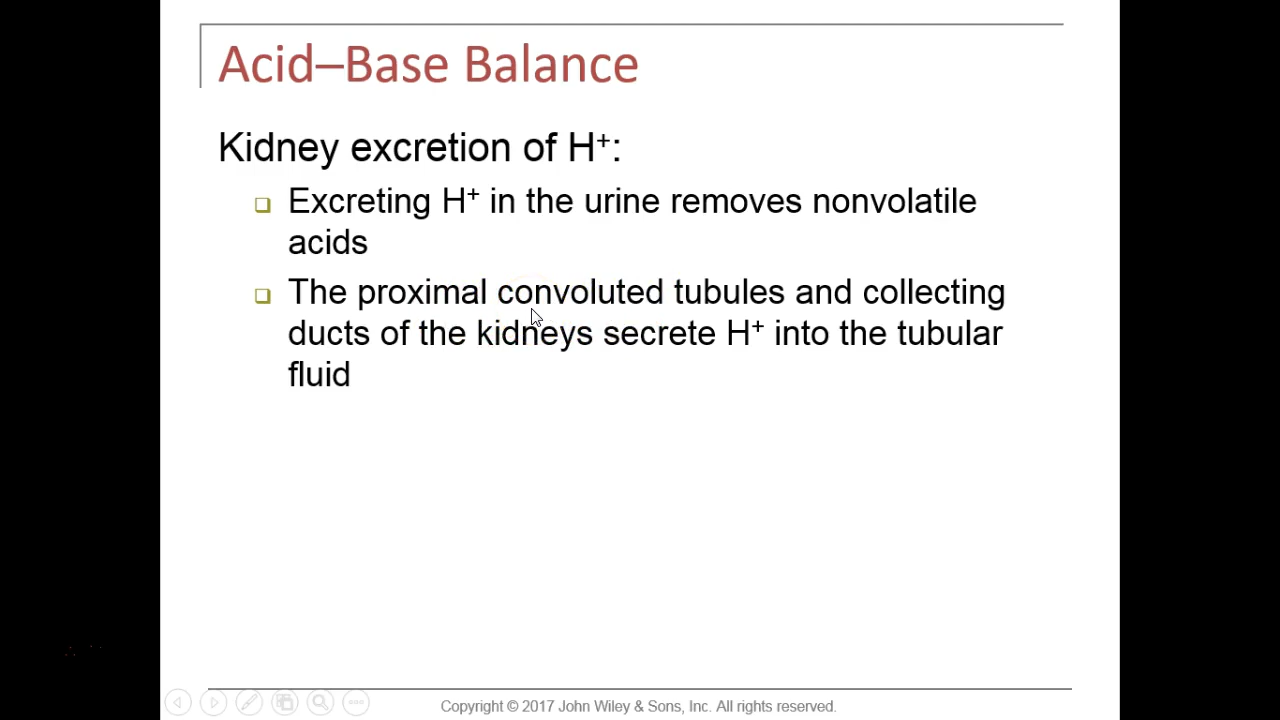 Acid–Base Balance
Kidney excretion of H⁺:
Excreting H⁺ in the urine removes nonvolatile
acids
The proximal convoluted tubules and collecting
ducts of the kidneys secrete H⁺ into the tubular
fluid
Copyright © 2017 John Wiley & Sons, Inc. All rights reserved.